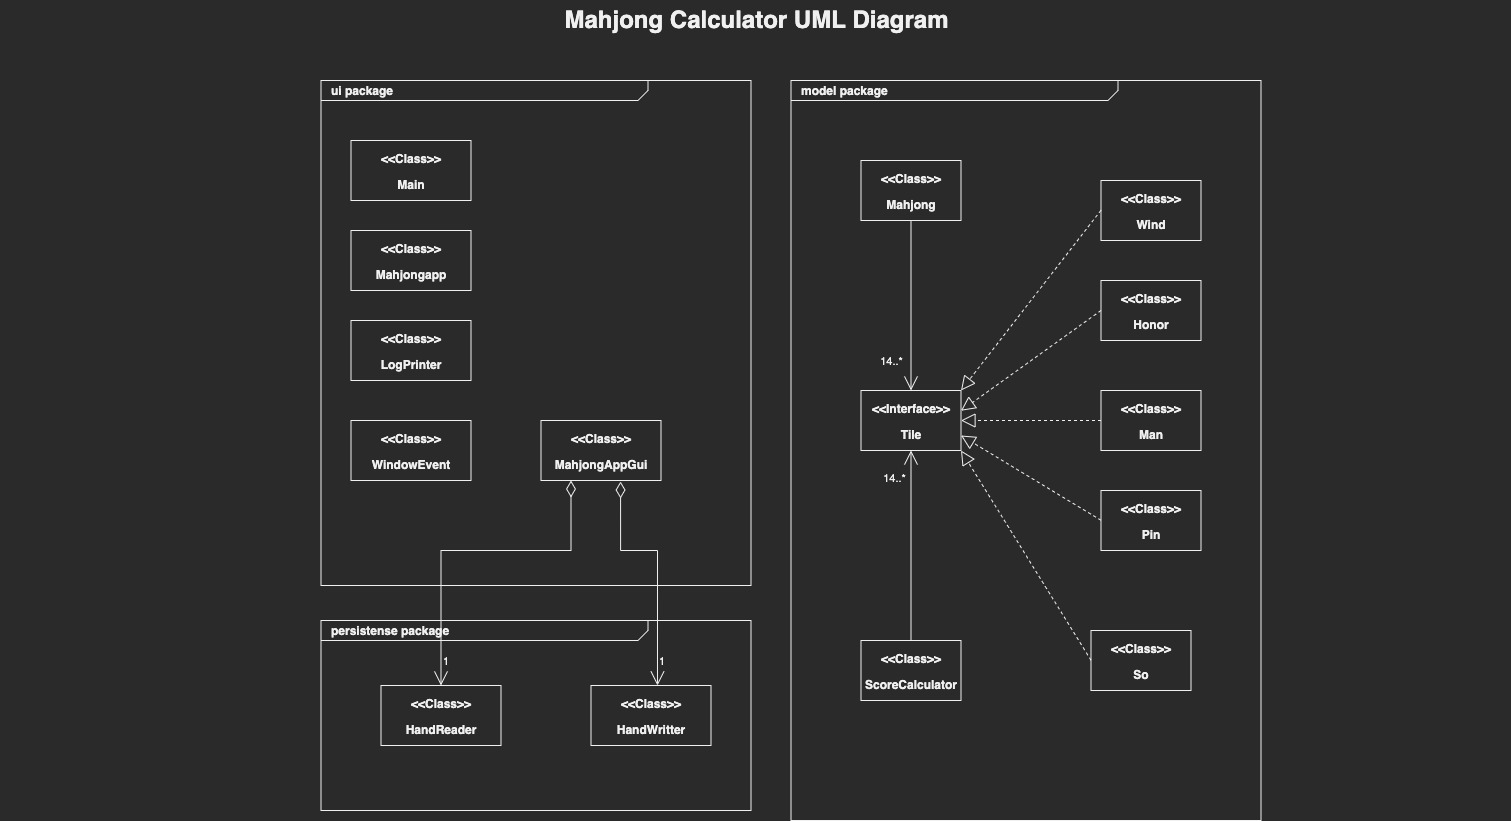 Mahjong Calculator UML Diagram
ui package
<<Class>>
Main
<<Class>>
Mahjongapp
<<Class>>
LogPrinter
<<Class>>
WindowEvent
<<Class>>
MahjongAppGui
persistense package
1
1
<<Class>>
HandReader
<<Class>>
HandWritter
model package
<<Class>>
Mahjong
<<Class>>
Wind
<<Class>>
Honor
14..*
<<Interface>>
Tile
<<Class>>
Man
14..*
<<Class>>
Pin
<<Class>>
ScoreCalculator
<<Class>>
So